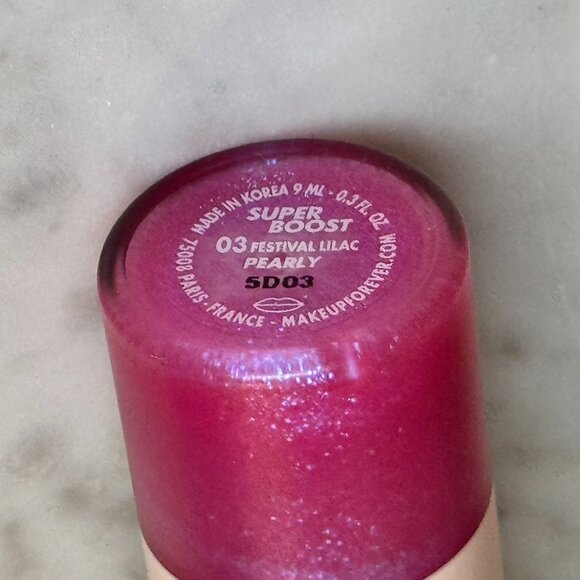 75008 PARIS-FRANCE - MAKEUPFOREVER.COM
MADE IN KOREA 9 ML - 0.3 FL. OZ
SUPER
BOOST
03 FESTIVAL LILAC
PEARLY
5D03